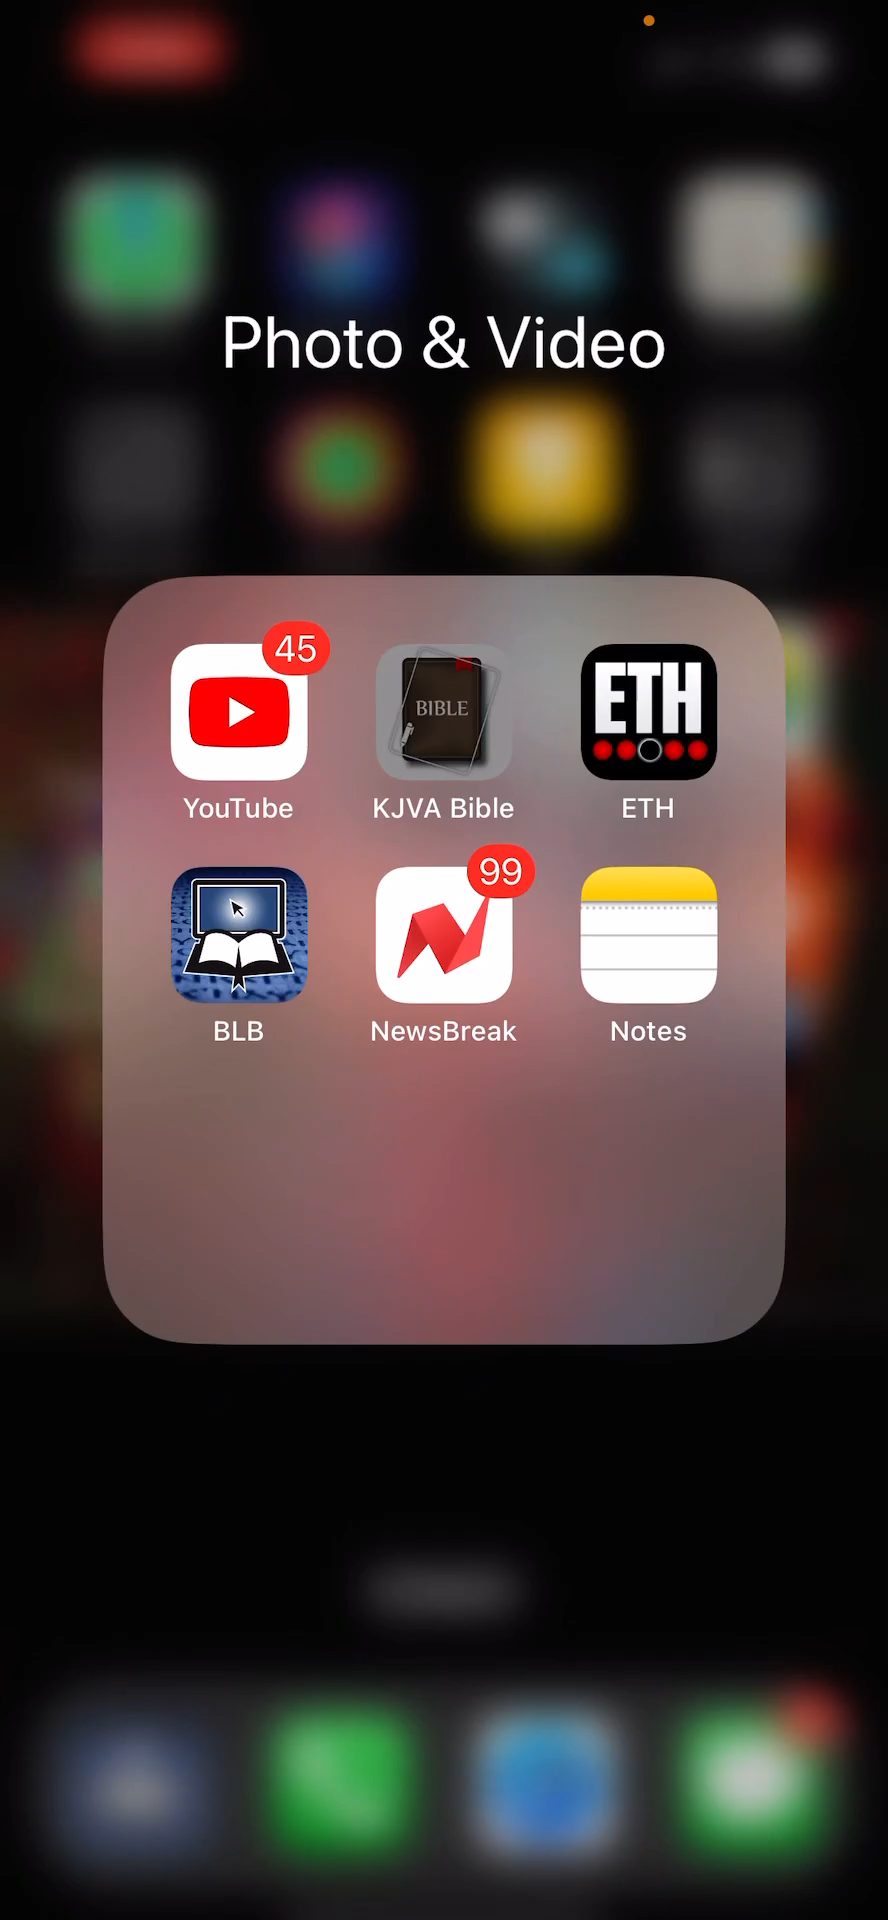 Photo & Video
45
BIBLE
ETH
YouTube
KJVA Bible
ETH
99
BLB
NewsBreak
Notes